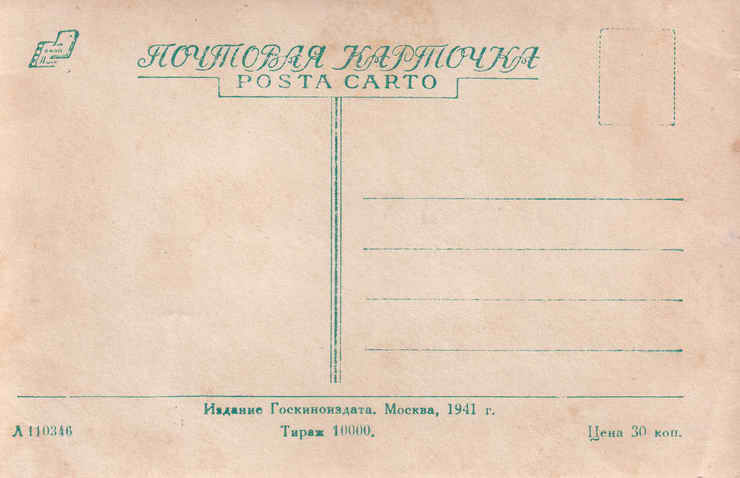 ПОЧТОВАЯ КАРТОЧКА
POSTA CARTO
Издание Госкиноиздата. Москва, 1941 г.
А 110346
Тираж 10000.
Цена 30 коп.